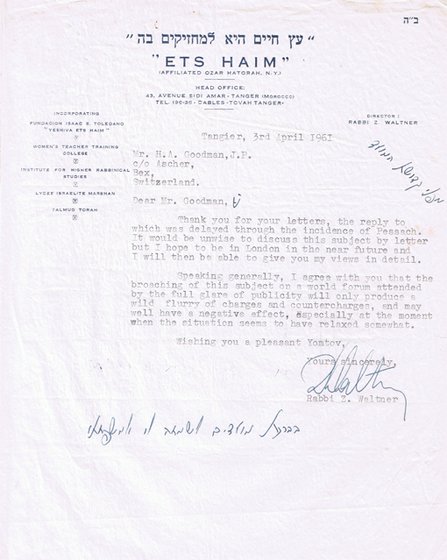 ב"ה
"עץ חיים היא למחזיקים בה"
"ETS HAIM"
(AFFILIATED OZAR HATORAH, N.Y.)
HEAD OFFICE:
43, AVENUE SIDI AMAR - TANGER (MOROCCO)
TEL 190-36 - CABLES-TOVAH TANGER
INCORPORATING
FUNDACION ISAAC S. TOLEDANO
"YESHIVA ETS HAIM"
WOMEN'S TEACHER TRAINING
COLLEGE
INSTITUTE FOR HIGHER RABBINICAL
STUDIES
LYCEE ISRAELITE MARSHAN
TALMUD TORAH
DIRECTOR:
RABBI Z. WALTNER
Tangier, 3rd April 1961
Mr. H.A. Goodman, J.P.
c/o Ascher,
Bex,
Switzerland.
Dear Mr. Goodman,
Thank you for your letters, the reply to
which was delayed through the incidence of Pessach.
It would be unwise to discuss this subject by letter
but I hope to be in London in the near future and
I will then be able to give you my views in detail.
Speaking generally, I agree with you that the
broaching of this subject on a world forum attended
by the full glare of publicity will only produce a
wild flurry of charges and countercharges, and may
well have a negative effect, especially at the moment
when the situation seems to have relaxed somewhat.
Wishing you a pleasant Yomtov,
Yours sincerely,
Rabbi Z. Waltner
בברכת מועדים לשמחה